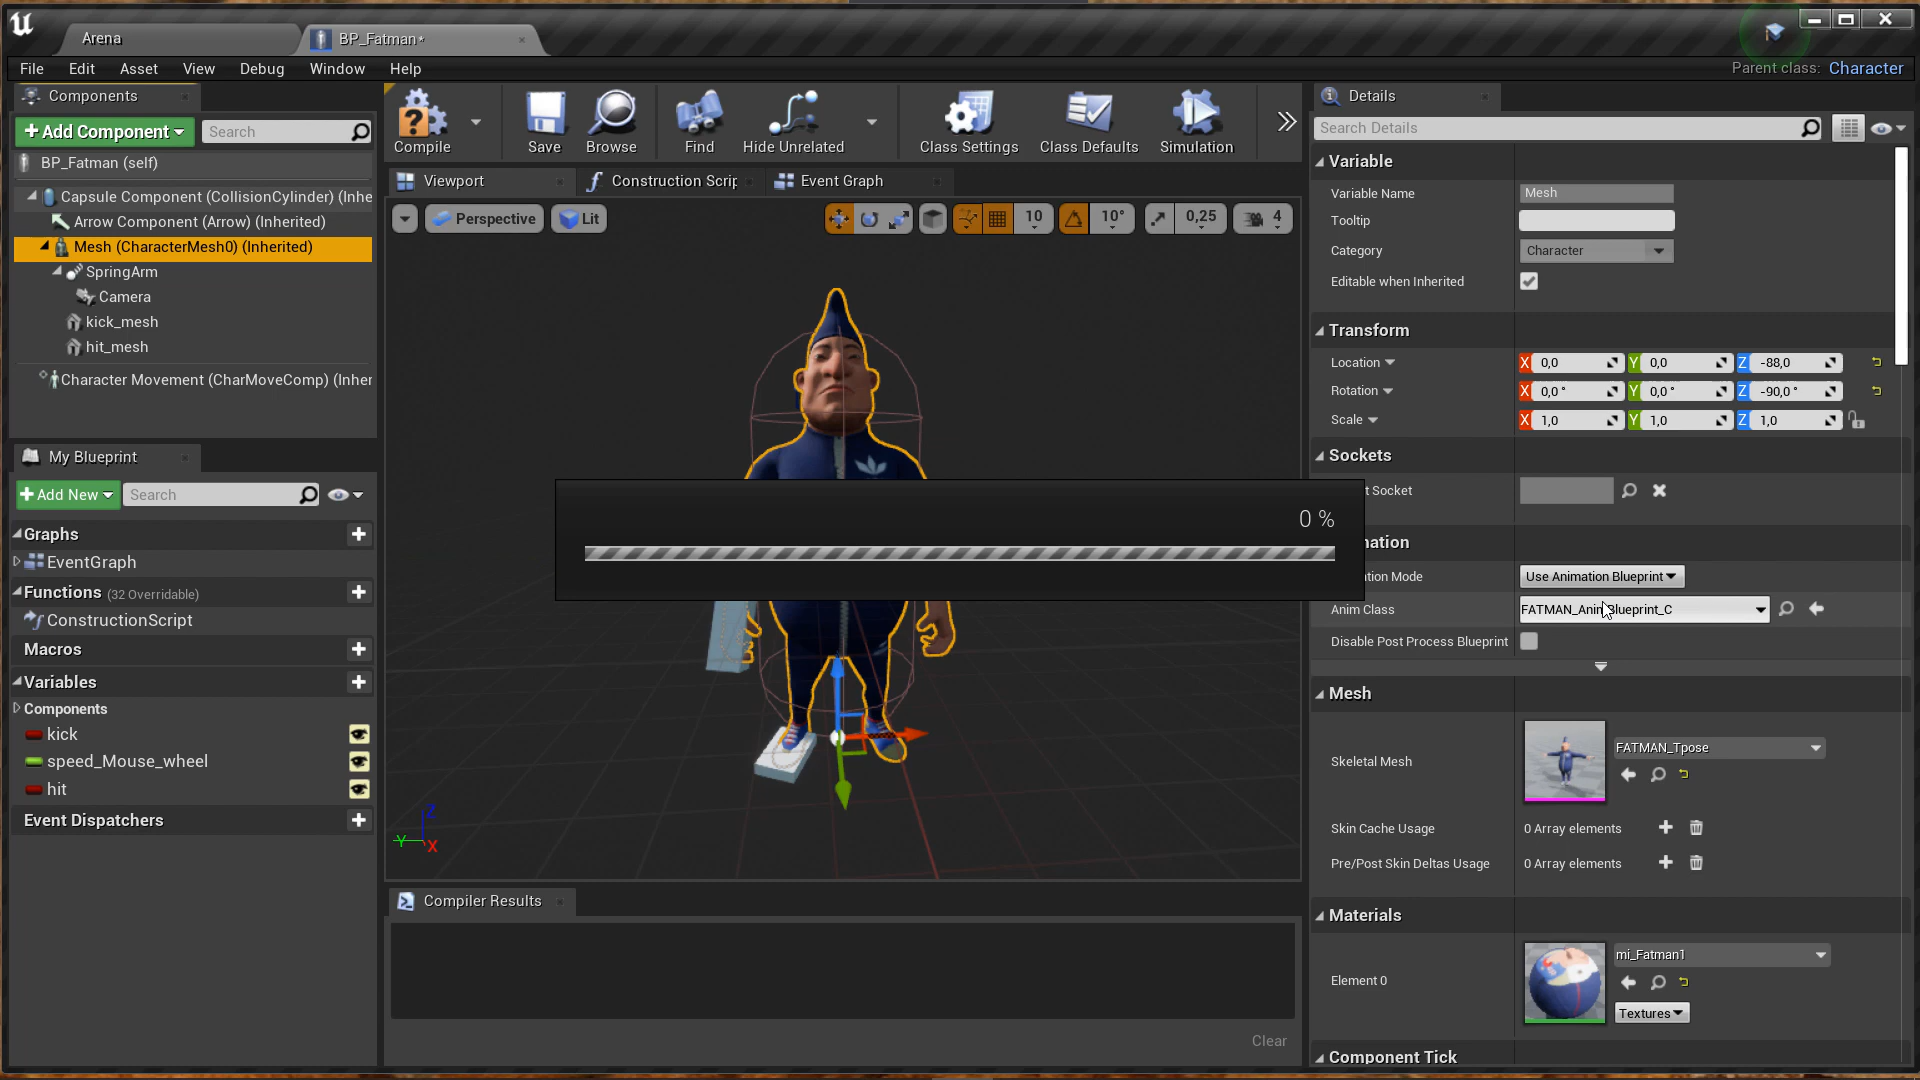 Arena
BP_Fatman*
File Edit Asset View Debug Window Help
Parent class: Character
Components
Add Component
Search
BP_Fatman (self)
Capsule Component (CollisionCylinder) (Inhe
Arrow Component (Arrow) (Inherited)
Mesh (CharacterMesh0) (Inherited)
SpringArm
Camera
kick_mesh
hit_mesh
Character Movement (CharMoveComp) (Inher
My Blueprint
Add New
Search
Graphs
EventGraph
Functions (32 Overridable)
ConstructionScript
Macros
Variables
Components
kick
speed_Mouse_wheel
hit
Event Dispatchers
Compile
Save
Browse
Find
Hide Unrelated
Class Settings
Class Defaults
Simulation
Viewport
Construction Scrip
Event Graph
Perspective
Lit
10
10°
0,25
4
0 %
Z
Y
X
Compiler Results
Clear
Details
Search Details
Variable
Variable Name Mesh
Tooltip
Category Character
Editable when Inherited
Transform
Location X 0,0 Y 0,0 Z -88,0
Rotation X 0,0 ° Y 0,0 ° Z -90,0 °
Scale X 1,0 Y 1,0 Z 1,0
Sockets
t Socket
nation
tion Mode Use Animation Blueprint
Anim Class FATMAN_AnimBlueprint_C
Disable Post Process Blueprint
Mesh
Skeletal Mesh FATMAN_Tpose
Skin Cache Usage 0 Array elements
Pre/Post Skin Deltas Usage 0 Array elements
Materials
Element 0 mi_Fatman1
Textures
Component Tick